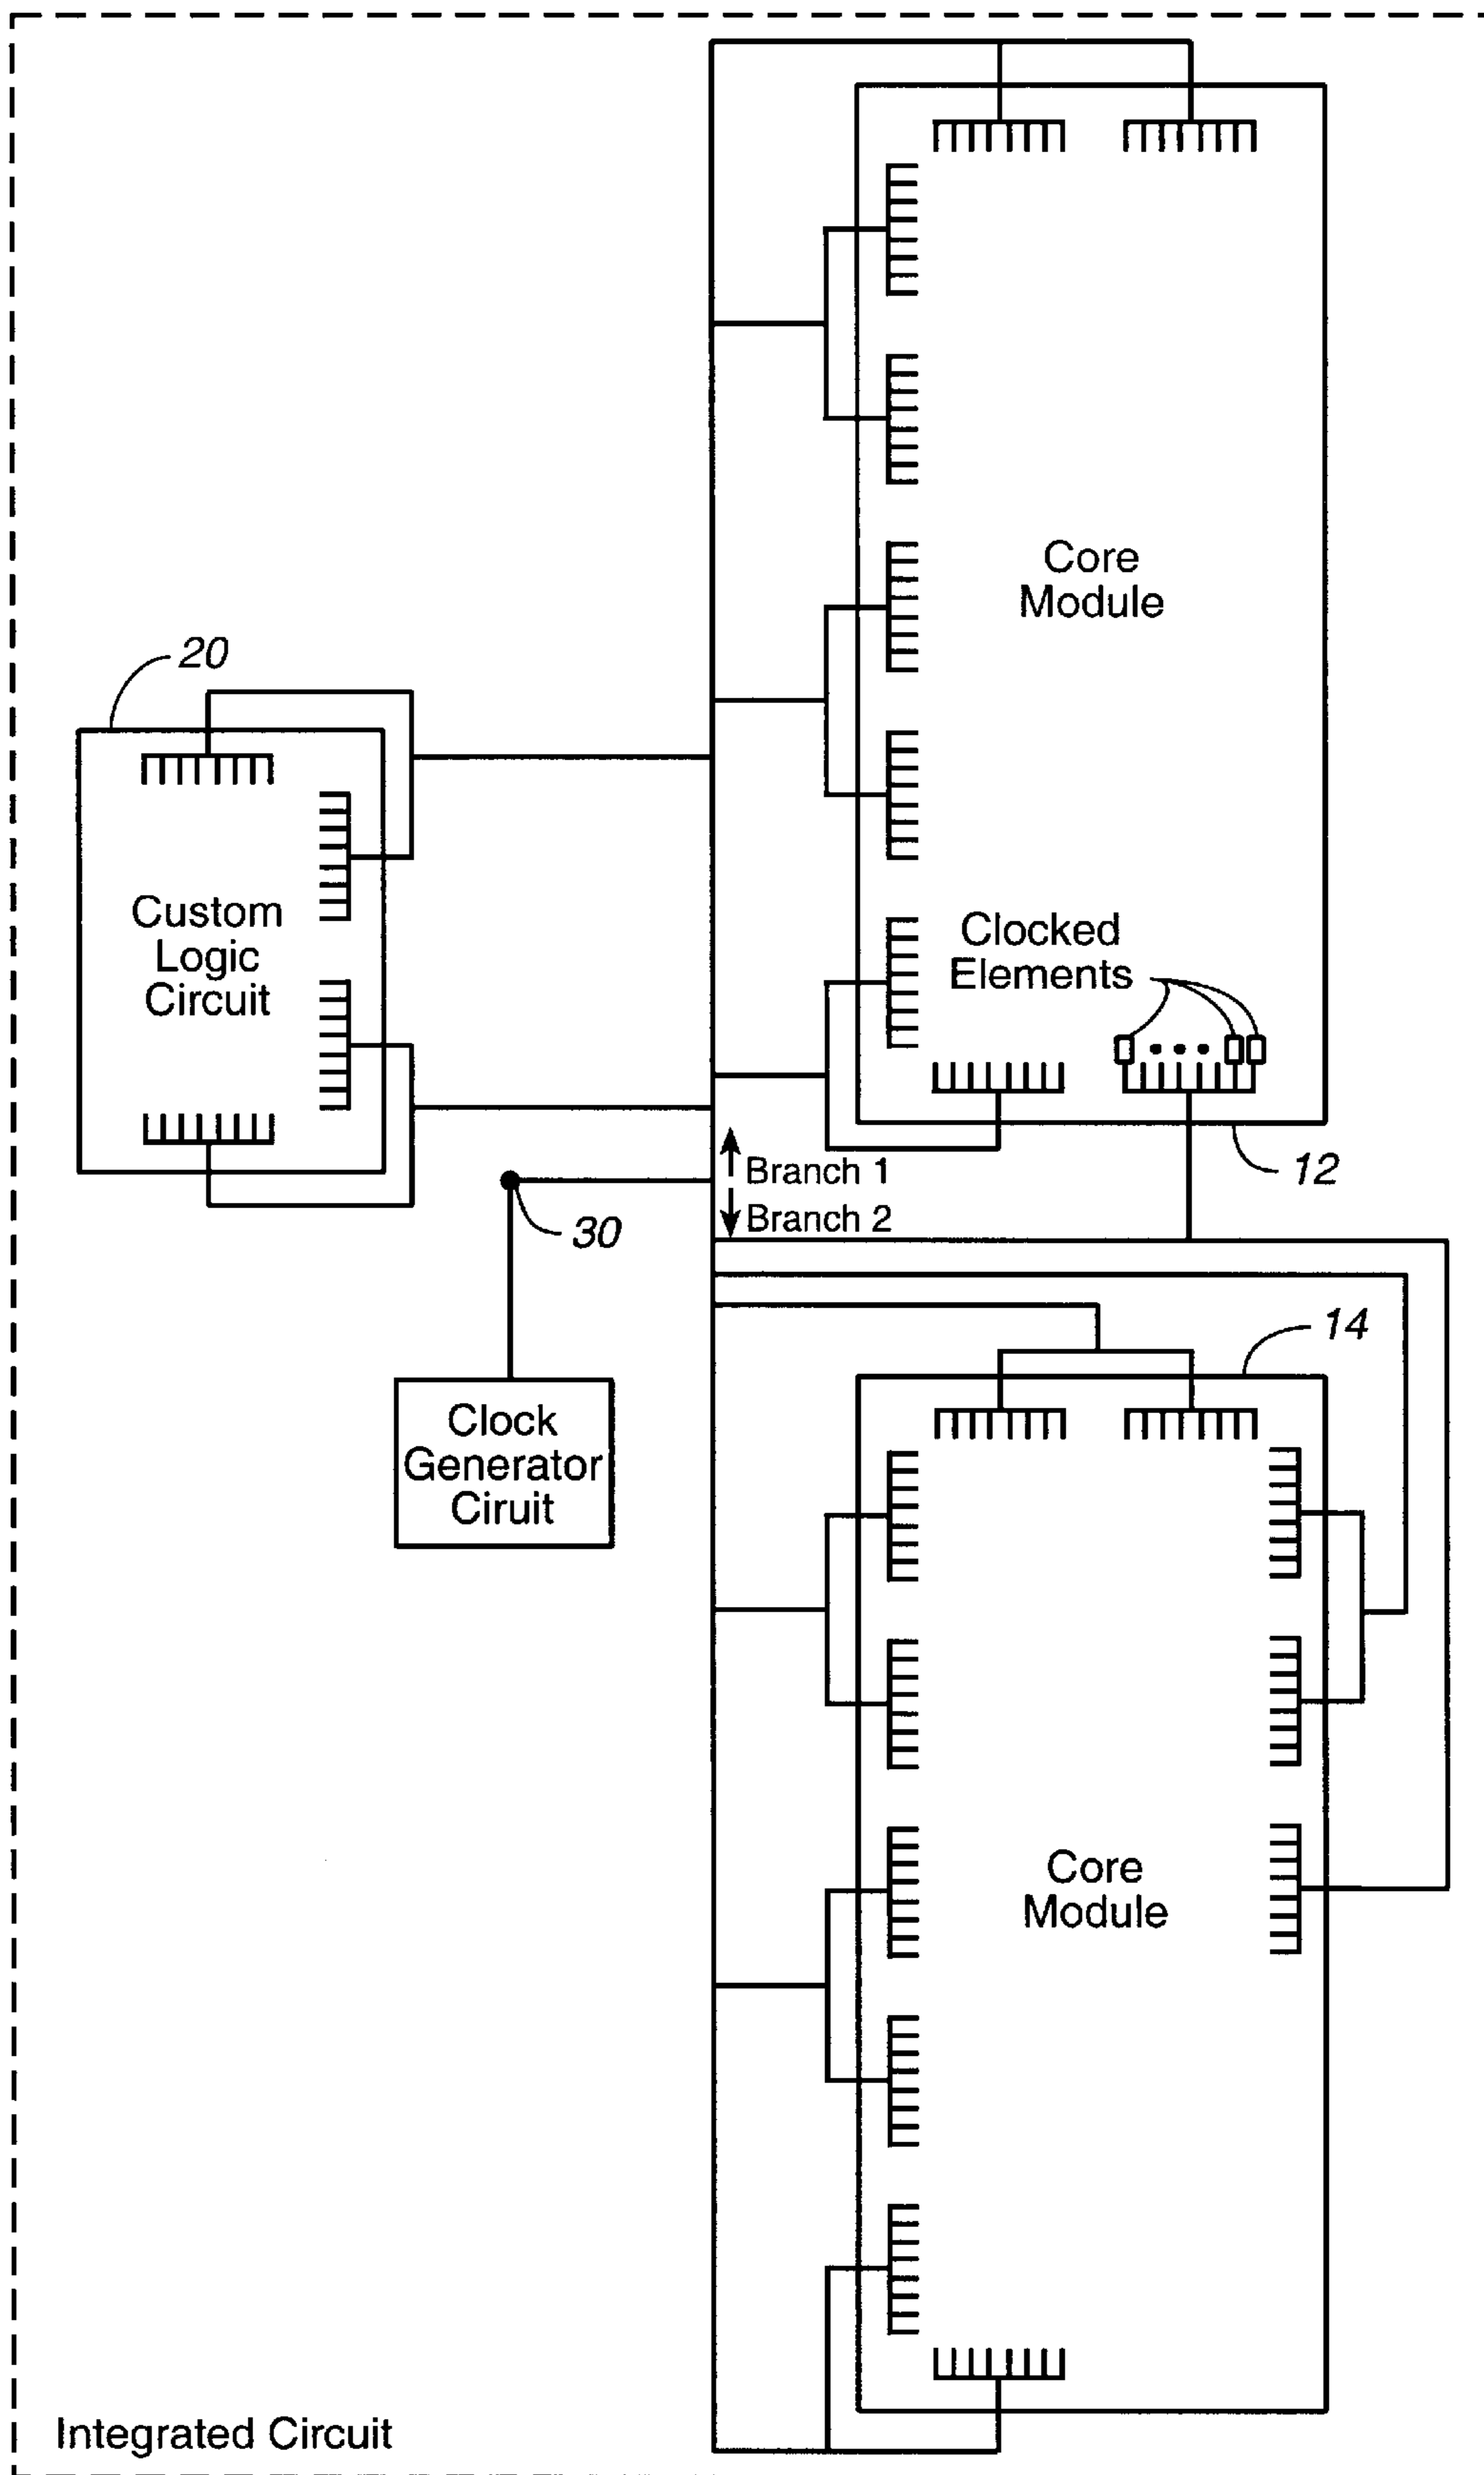 Core
Module
20
Custom
Logic
Circuit
Clocked
Elements
12
Branch 1
Branch 2
30
14
Clock
Generator
Ciruit
Core
Module
Integrated Circuit